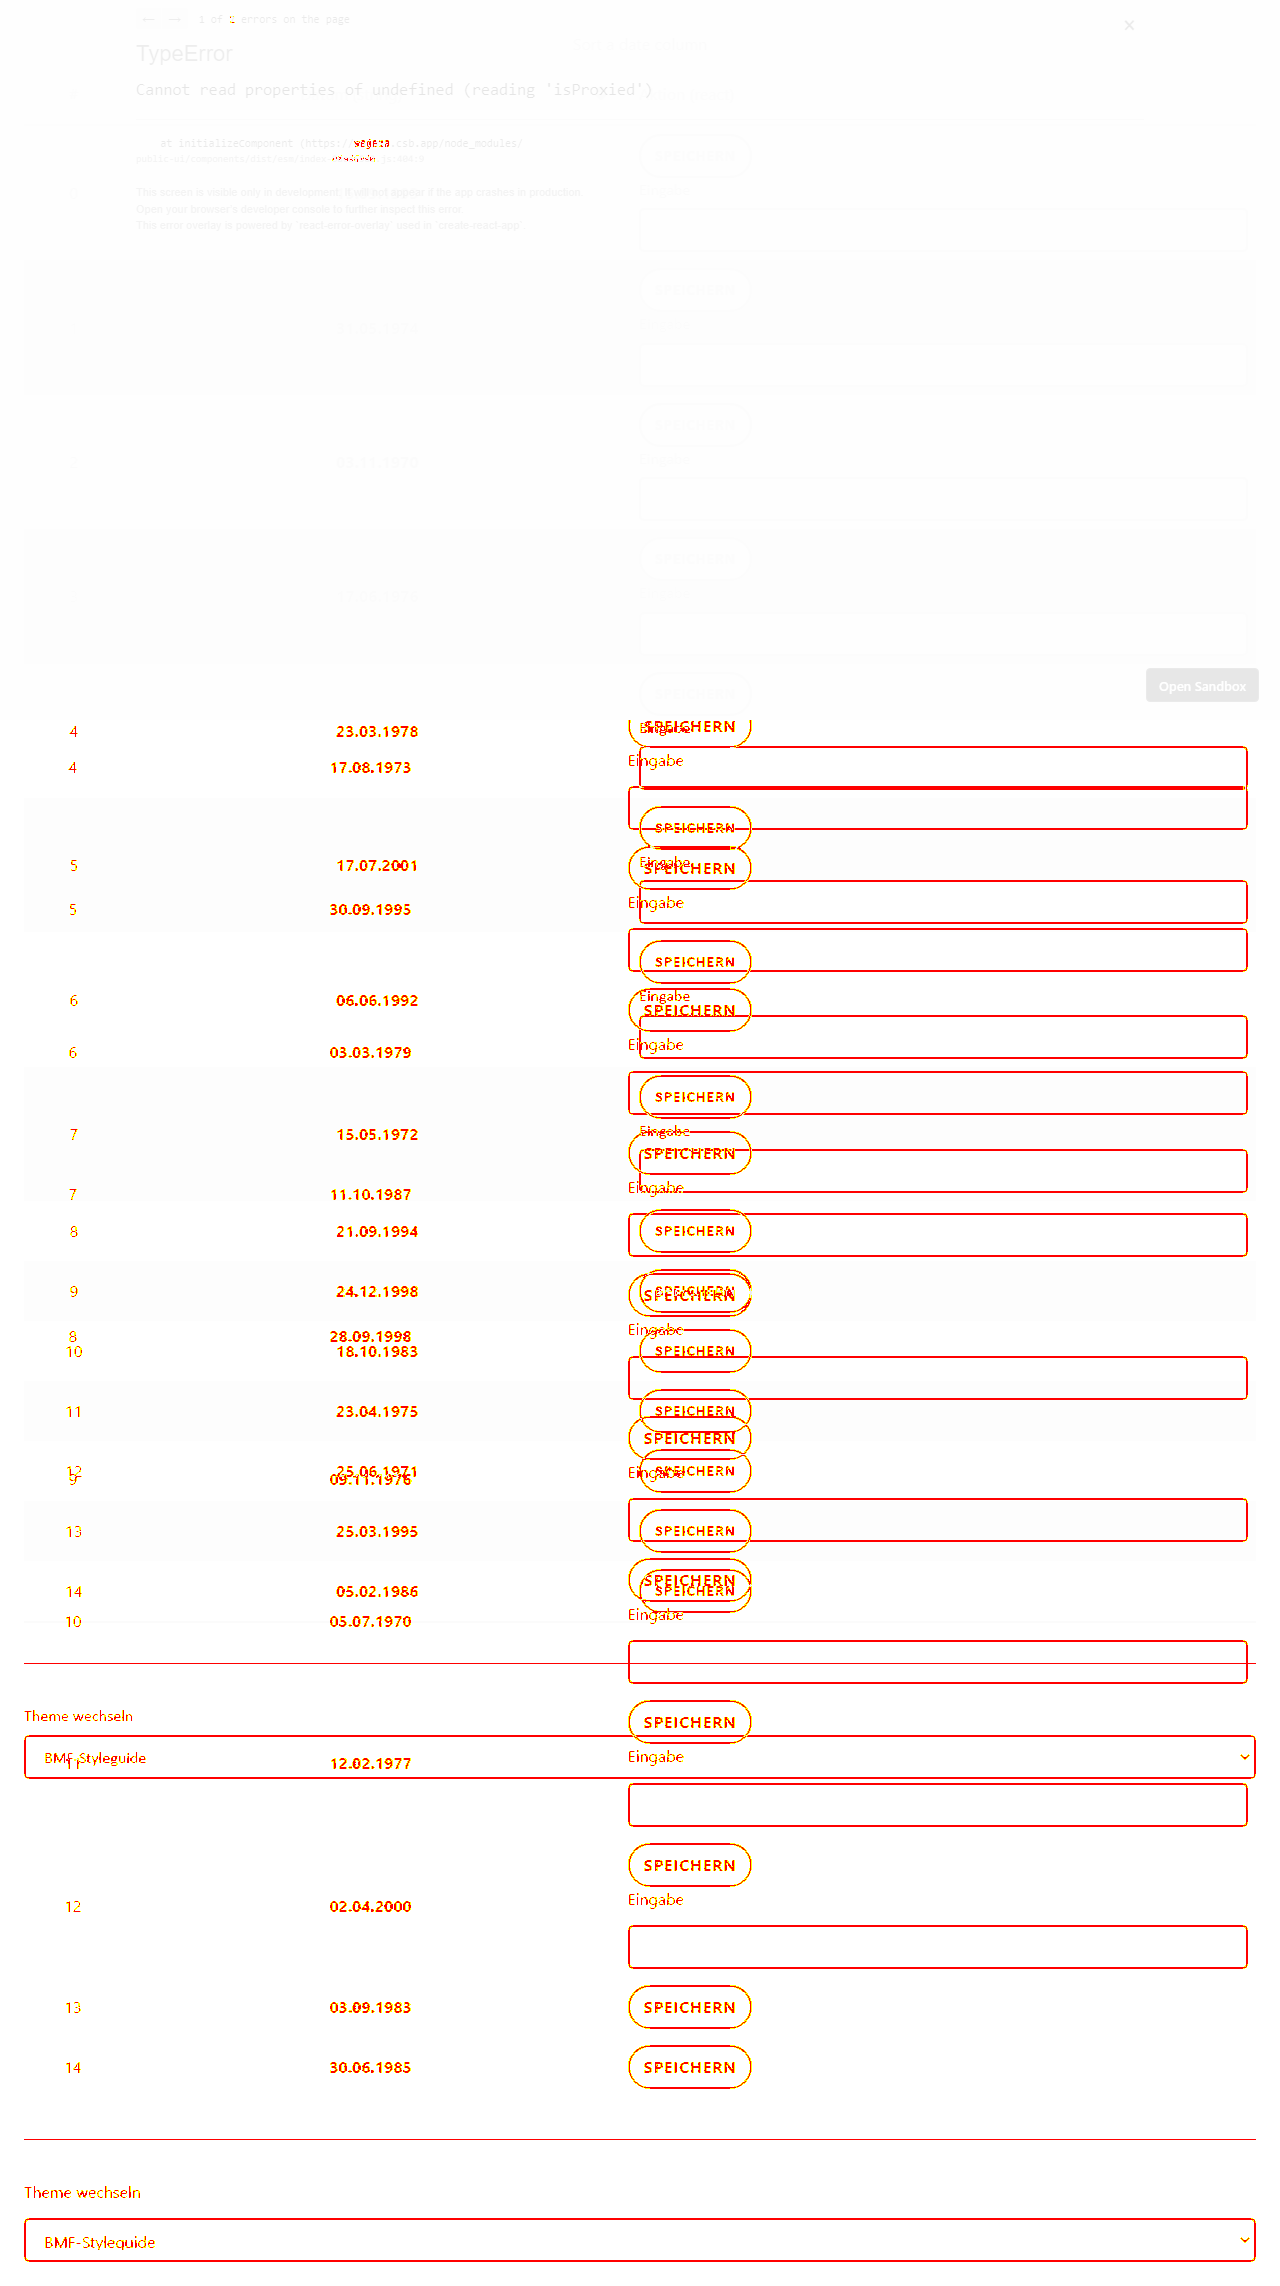 ← → 1 of 1 errors on the page ×
TypeError
Cannot read properties of undefined (reading 'isProxied')
at initializeComponent (https:/ .csb.app/node_modules/
This screen is visible only in development. It will not appear if the app crashes in production.
Open your browser's developer console to further inspect this error.
This error overlay is powered by `react-error-overlay` used in `create-react-app`.
Open Sandbox
SPEICHERN
4 23.03.1978 Eingabe
4 17.08.1973 Eingabe
SPEICHERN
5 17.07.2001 Eingabe
SPEICHERN
5 30.09.1995 Eingabe
SPEICHERN
6 06.06.1992 Eingabe
SPEICHERN
6 03.03.1979 Eingabe
SPEICHERN
7 15.05.1972 Eingabe
SPEICHERN
7 11.10.1987 Eingabe
8 21.09.1994 SPEICHERN
9 24.12.1998 SPEICHERN
SPEICHERN
8 28.09.1998 Eingabe
10 18.10.1983 SPEICHERN
11 23.04.1975 SPEICHERN
SPEICHERN
12 25.06.1971 SPEICHERN
9 09.11.1976 Eingabe
13 25.03.1995 SPEICHERN
SPEICHERN
14 05.02.1986 SPEICHERN
10 05.07.1970 Eingabe
Theme wechseln
SPEICHERN
BMF-Styleguide
11 12.02.1977 Eingabe
SPEICHERN
12 02.04.2000 Eingabe
13 03.09.1983 SPEICHERN
14 30.06.1985 SPEICHERN
Theme wechseln
BMF-Styleguide